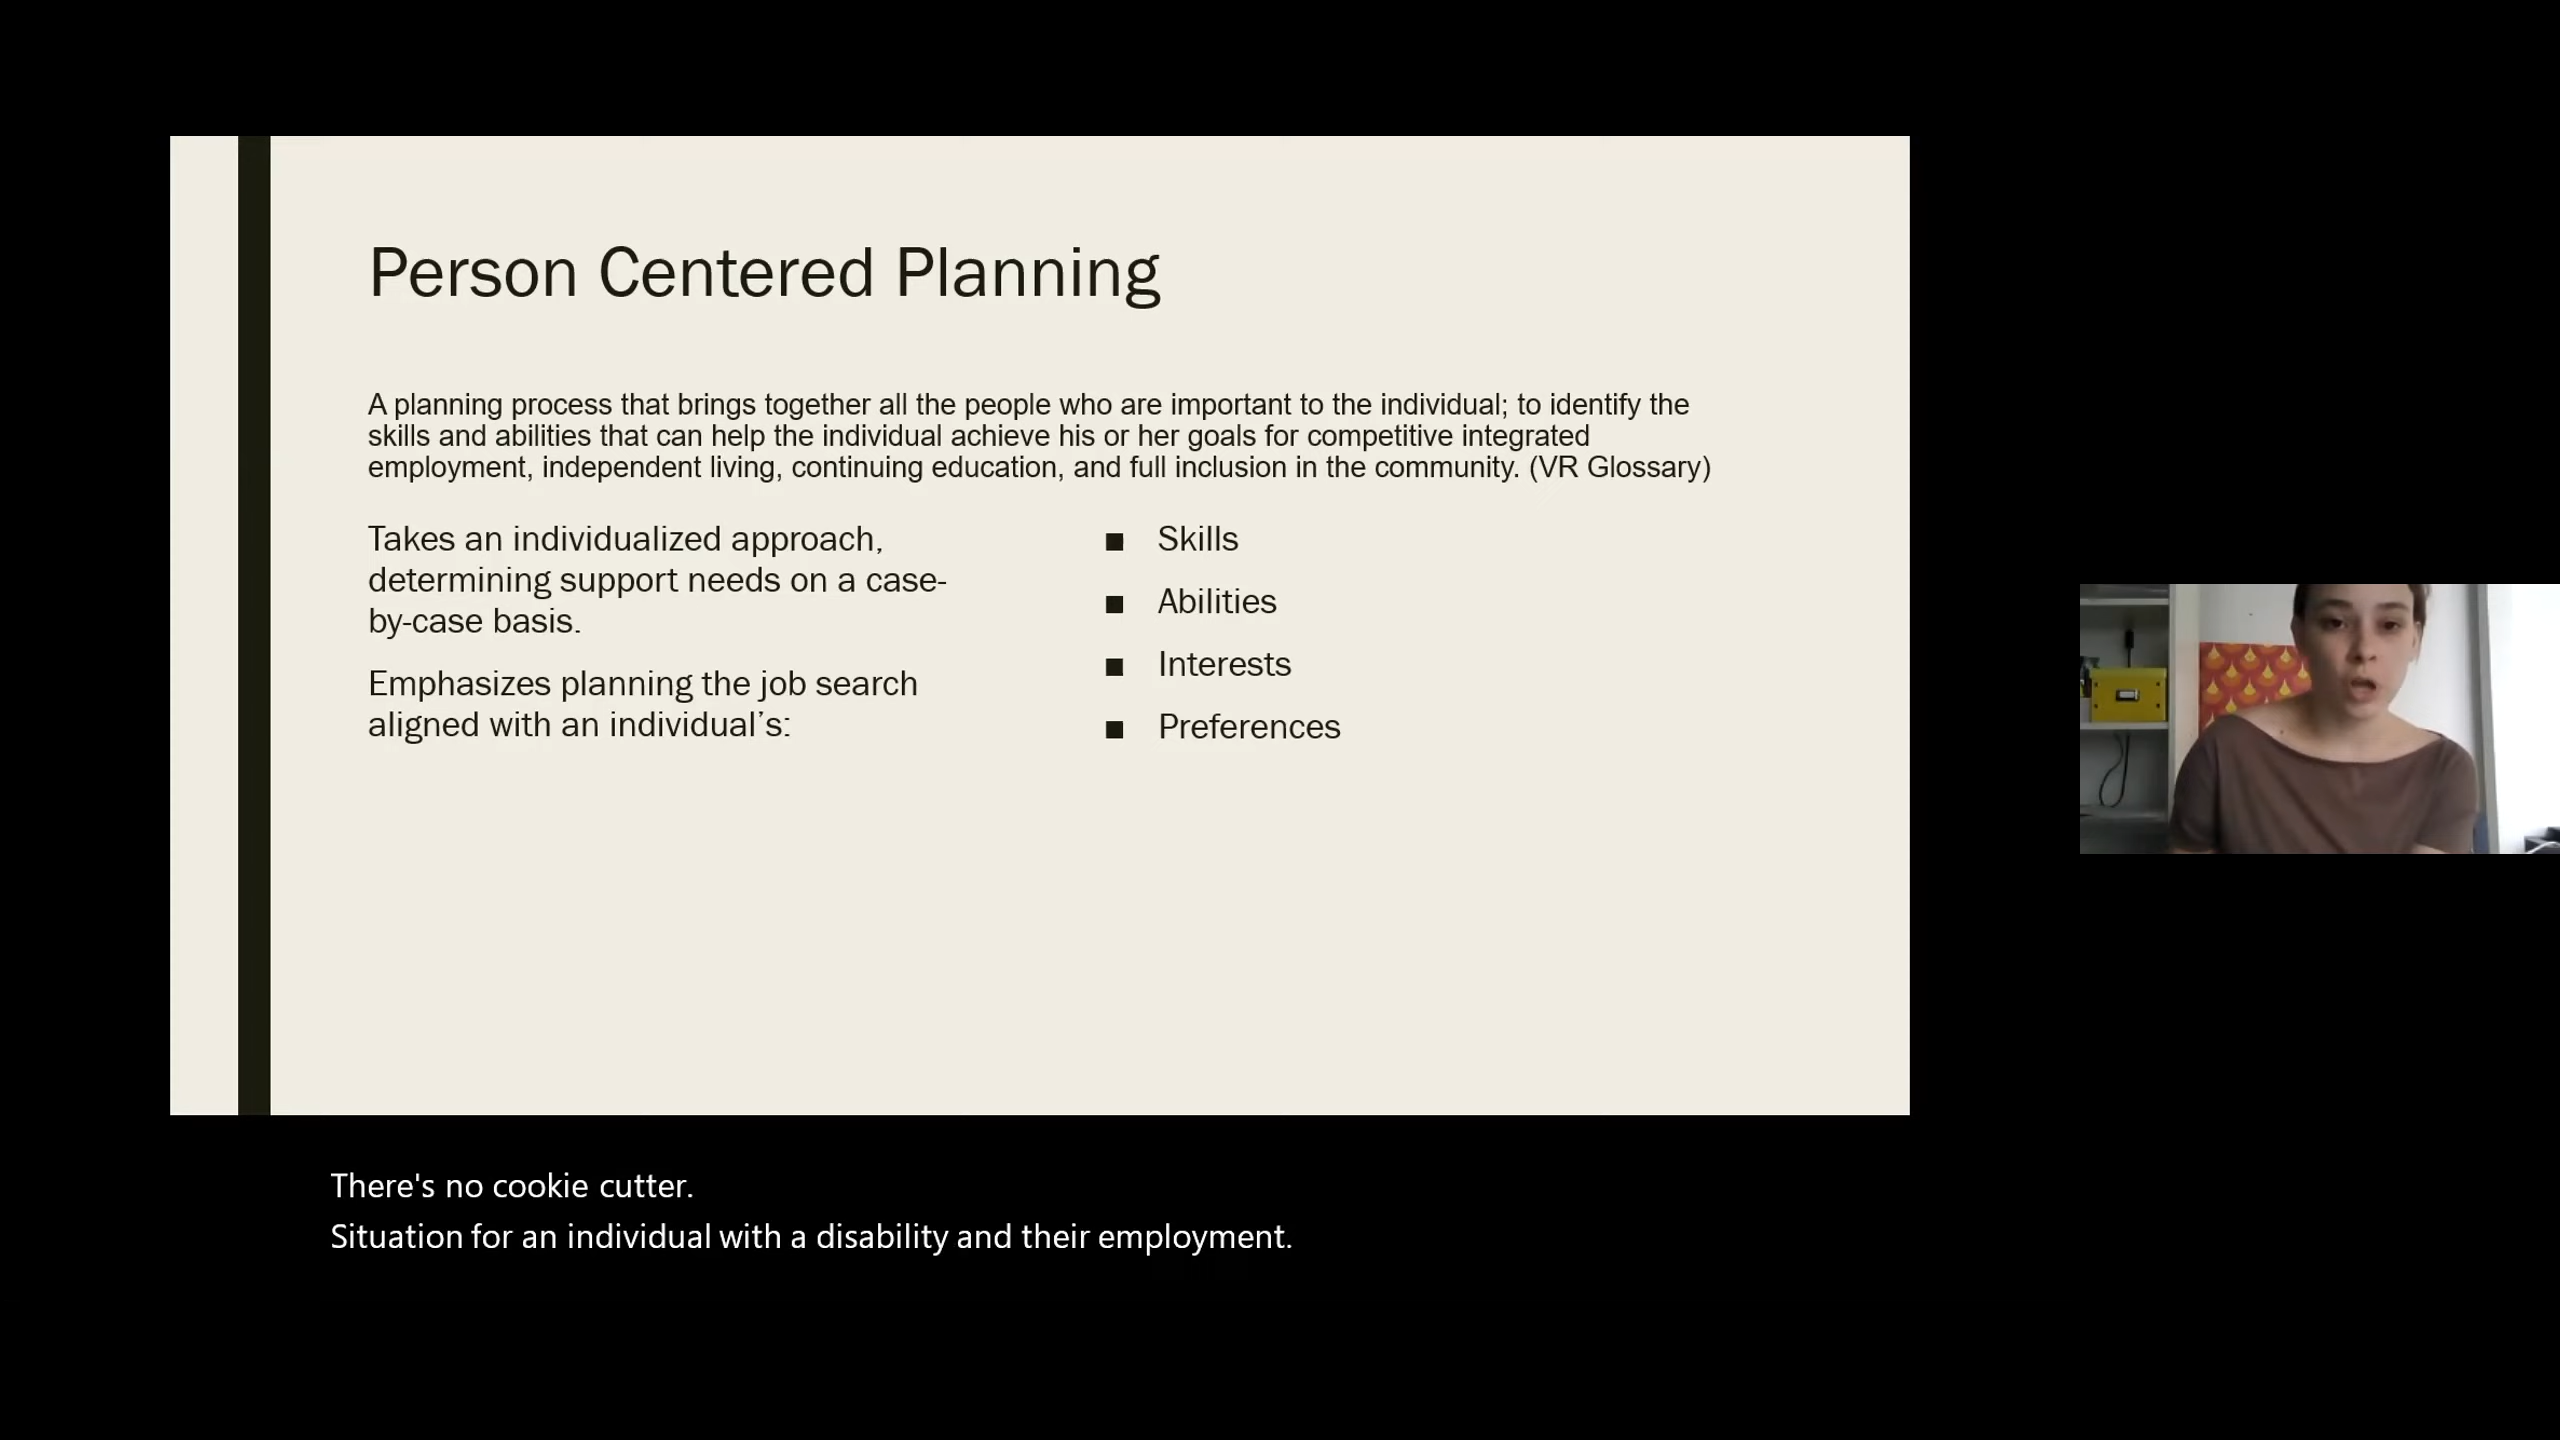 Person Centered Planning
A planning process that brings together all the people who are important to the individual; to identify the
skills and abilities that can help the individual achieve his or her goals for competitive integrated
employment, independent living, continuing education, and full inclusion in the community. (VR Glossary)
Takes an individualized approach,
determining support needs on a case-
by-case basis.
Emphasizes planning the job search
aligned with an individual’s:
■ Skills
■ Abilities
■ Interests
■ Preferences
There's no cookie cutter.
Situation for an individual with a disability and their employment.